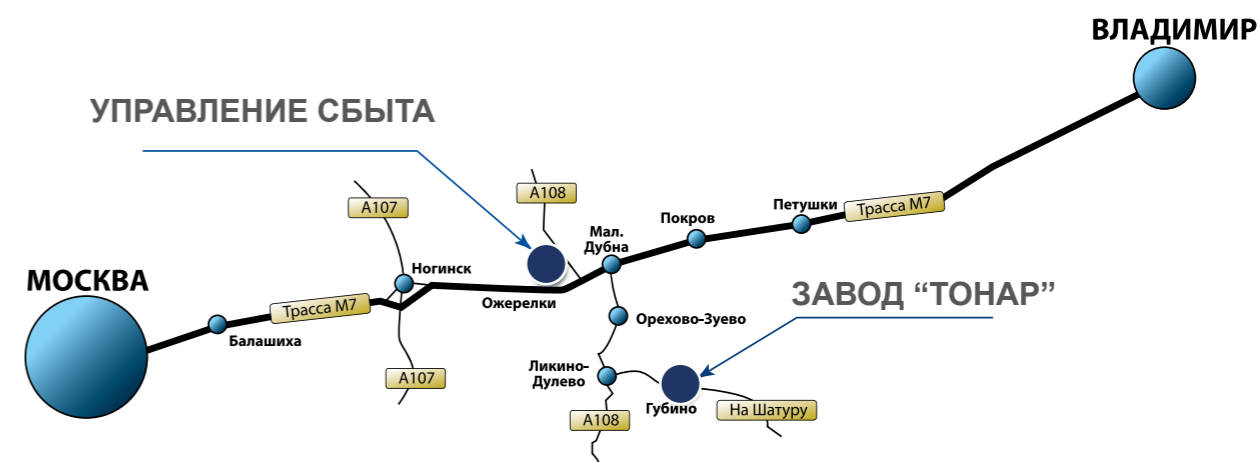 ВЛАДИМИР
УПРАВЛЕНИЕ СБЫТА
А108
А107
Петушки
Трасса М7
Покров
Мал.
Дубна
Ногинск
МОСКВА
Ожерелки
ЗАВОД “ТОНАР”
Трасса М7
Орехово-Зуево
Балашиха
Ликино-
Дулево
А107
Губино
На Шатуру
А108